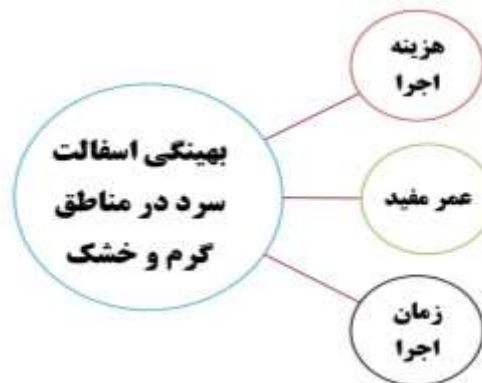 بهینگی اسفالت
سرد در مناطق
گرم و خشک
هزینه
اجرا
عمر مفید
زمان
اجرا